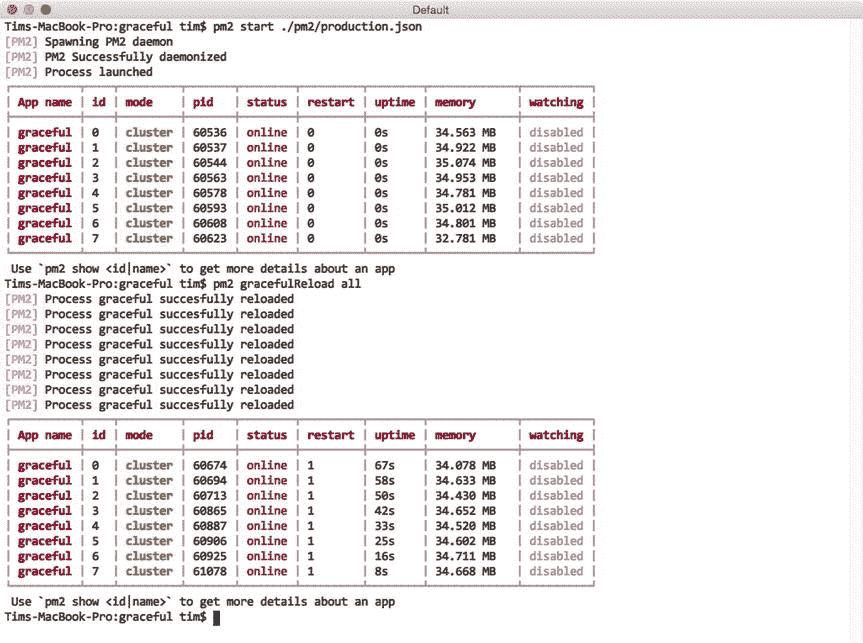 Default
Tims-MacBook-Pro:graceful tim$ pm2 start ./pm2/production.json
[PM2] Spawning PM2 daemon
[PM2] PM2 Successfully daemonized
[PM2] Process launched
App name | id | mode | pid | status | restart | uptime | memory | watching
graceful | 0 | cluster | 60536 | online | 0 | 0s | 34.563 MB | disabled
graceful | 1 | cluster | 60537 | online | 0 | 0s | 34.922 MB | disabled
graceful | 2 | cluster | 60544 | online | 0 | 0s | 35.074 MB | disabled
graceful | 3 | cluster | 60563 | online | 0 | 0s | 34.953 MB | disabled
graceful | 4 | cluster | 60578 | online | 0 | 0s | 34.781 MB | disabled
graceful | 5 | cluster | 60593 | online | 0 | 0s | 35.012 MB | disabled
graceful | 6 | cluster | 60608 | online | 0 | 0s | 34.801 MB | disabled
graceful | 7 | cluster | 60623 | online | 0 | 0s | 32.781 MB | disabled
Use `pm2 show <id|name>` to get more details about an app
Tims-MacBook-Pro:graceful tim$ pm2 gracefulReload all
[PM2] Process graceful succesfully reloaded
[PM2] Process graceful succesfully reloaded
[PM2] Process graceful succesfully reloaded
[PM2] Process graceful succesfully reloaded
[PM2] Process graceful succesfully reloaded
[PM2] Process graceful succesfully reloaded
[PM2] Process graceful succesfully reloaded
[PM2] Process graceful succesfully reloaded
App name | id | mode | pid | status | restart | uptime | memory | watching
graceful | 0 | cluster | 60674 | online | 1 | 67s | 34.078 MB | disabled
graceful | 1 | cluster | 60694 | online | 1 | 58s | 34.633 MB | disabled
graceful | 2 | cluster | 60713 | online | 1 | 50s | 34.430 MB | disabled
graceful | 3 | cluster | 60865 | online | 1 | 42s | 34.652 MB | disabled
graceful | 4 | cluster | 60887 | online | 1 | 33s | 34.520 MB | disabled
graceful | 5 | cluster | 60906 | online | 1 | 25s | 34.602 MB | disabled
graceful | 6 | cluster | 60925 | online | 1 | 16s | 34.711 MB | disabled
graceful | 7 | cluster | 61078 | online | 1 | 8s | 34.668 MB | disabled
Use `pm2 show <id|name>` to get more details about an app
Tims-MacBook-Pro:graceful tim$